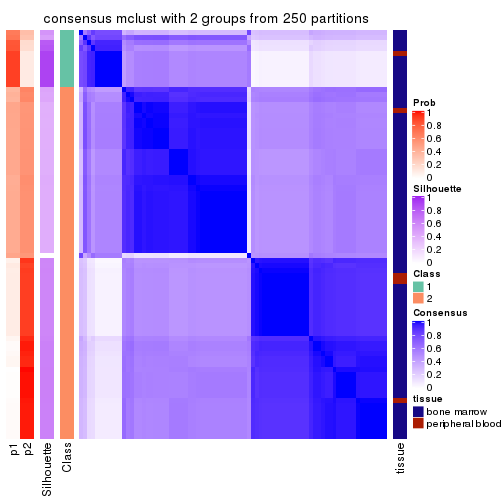 consensus mclust with 2 groups from 250 partitions
Prob
1
0.8
0.6
0.4
0.2
0
Silhouette
1
0.8
0.6
0.4
0.2
0
Class
1
2
Consensus
1
0.8
0.6
0.4
0.2
0
tissue
bone marrow
peripheral blood
p1
p2
Silhouette
Class
tissue